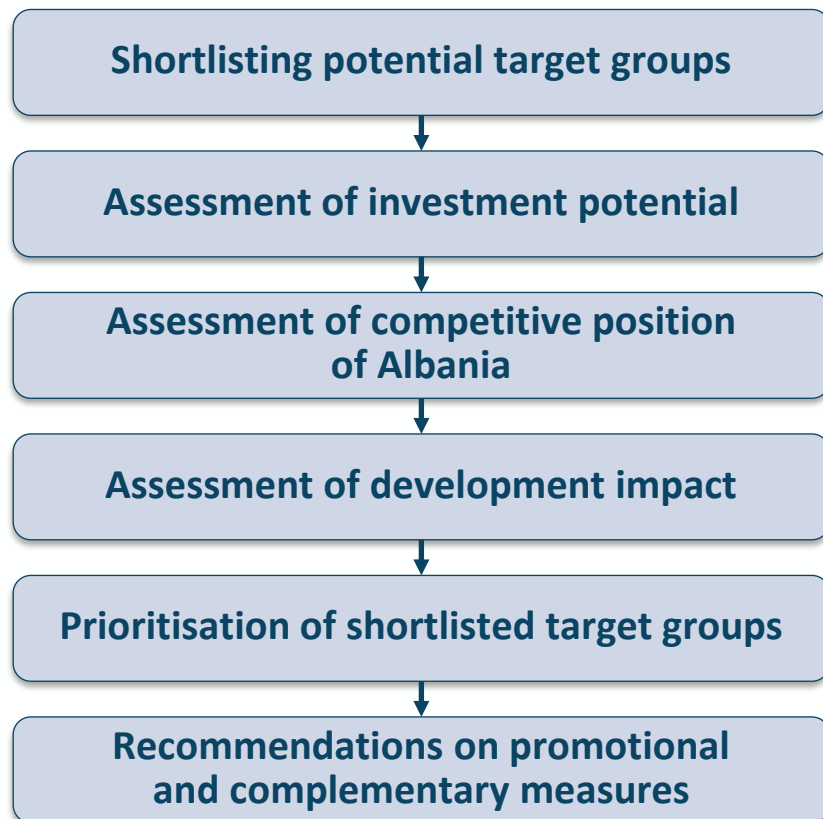 Shortlisting potential target groups
Assessment of investment potential
Assessment of competitive position
of Albania
Assessment of development impact
Prioritisation of shortlisted target groups
Recommendations on promotional
and complementary measures